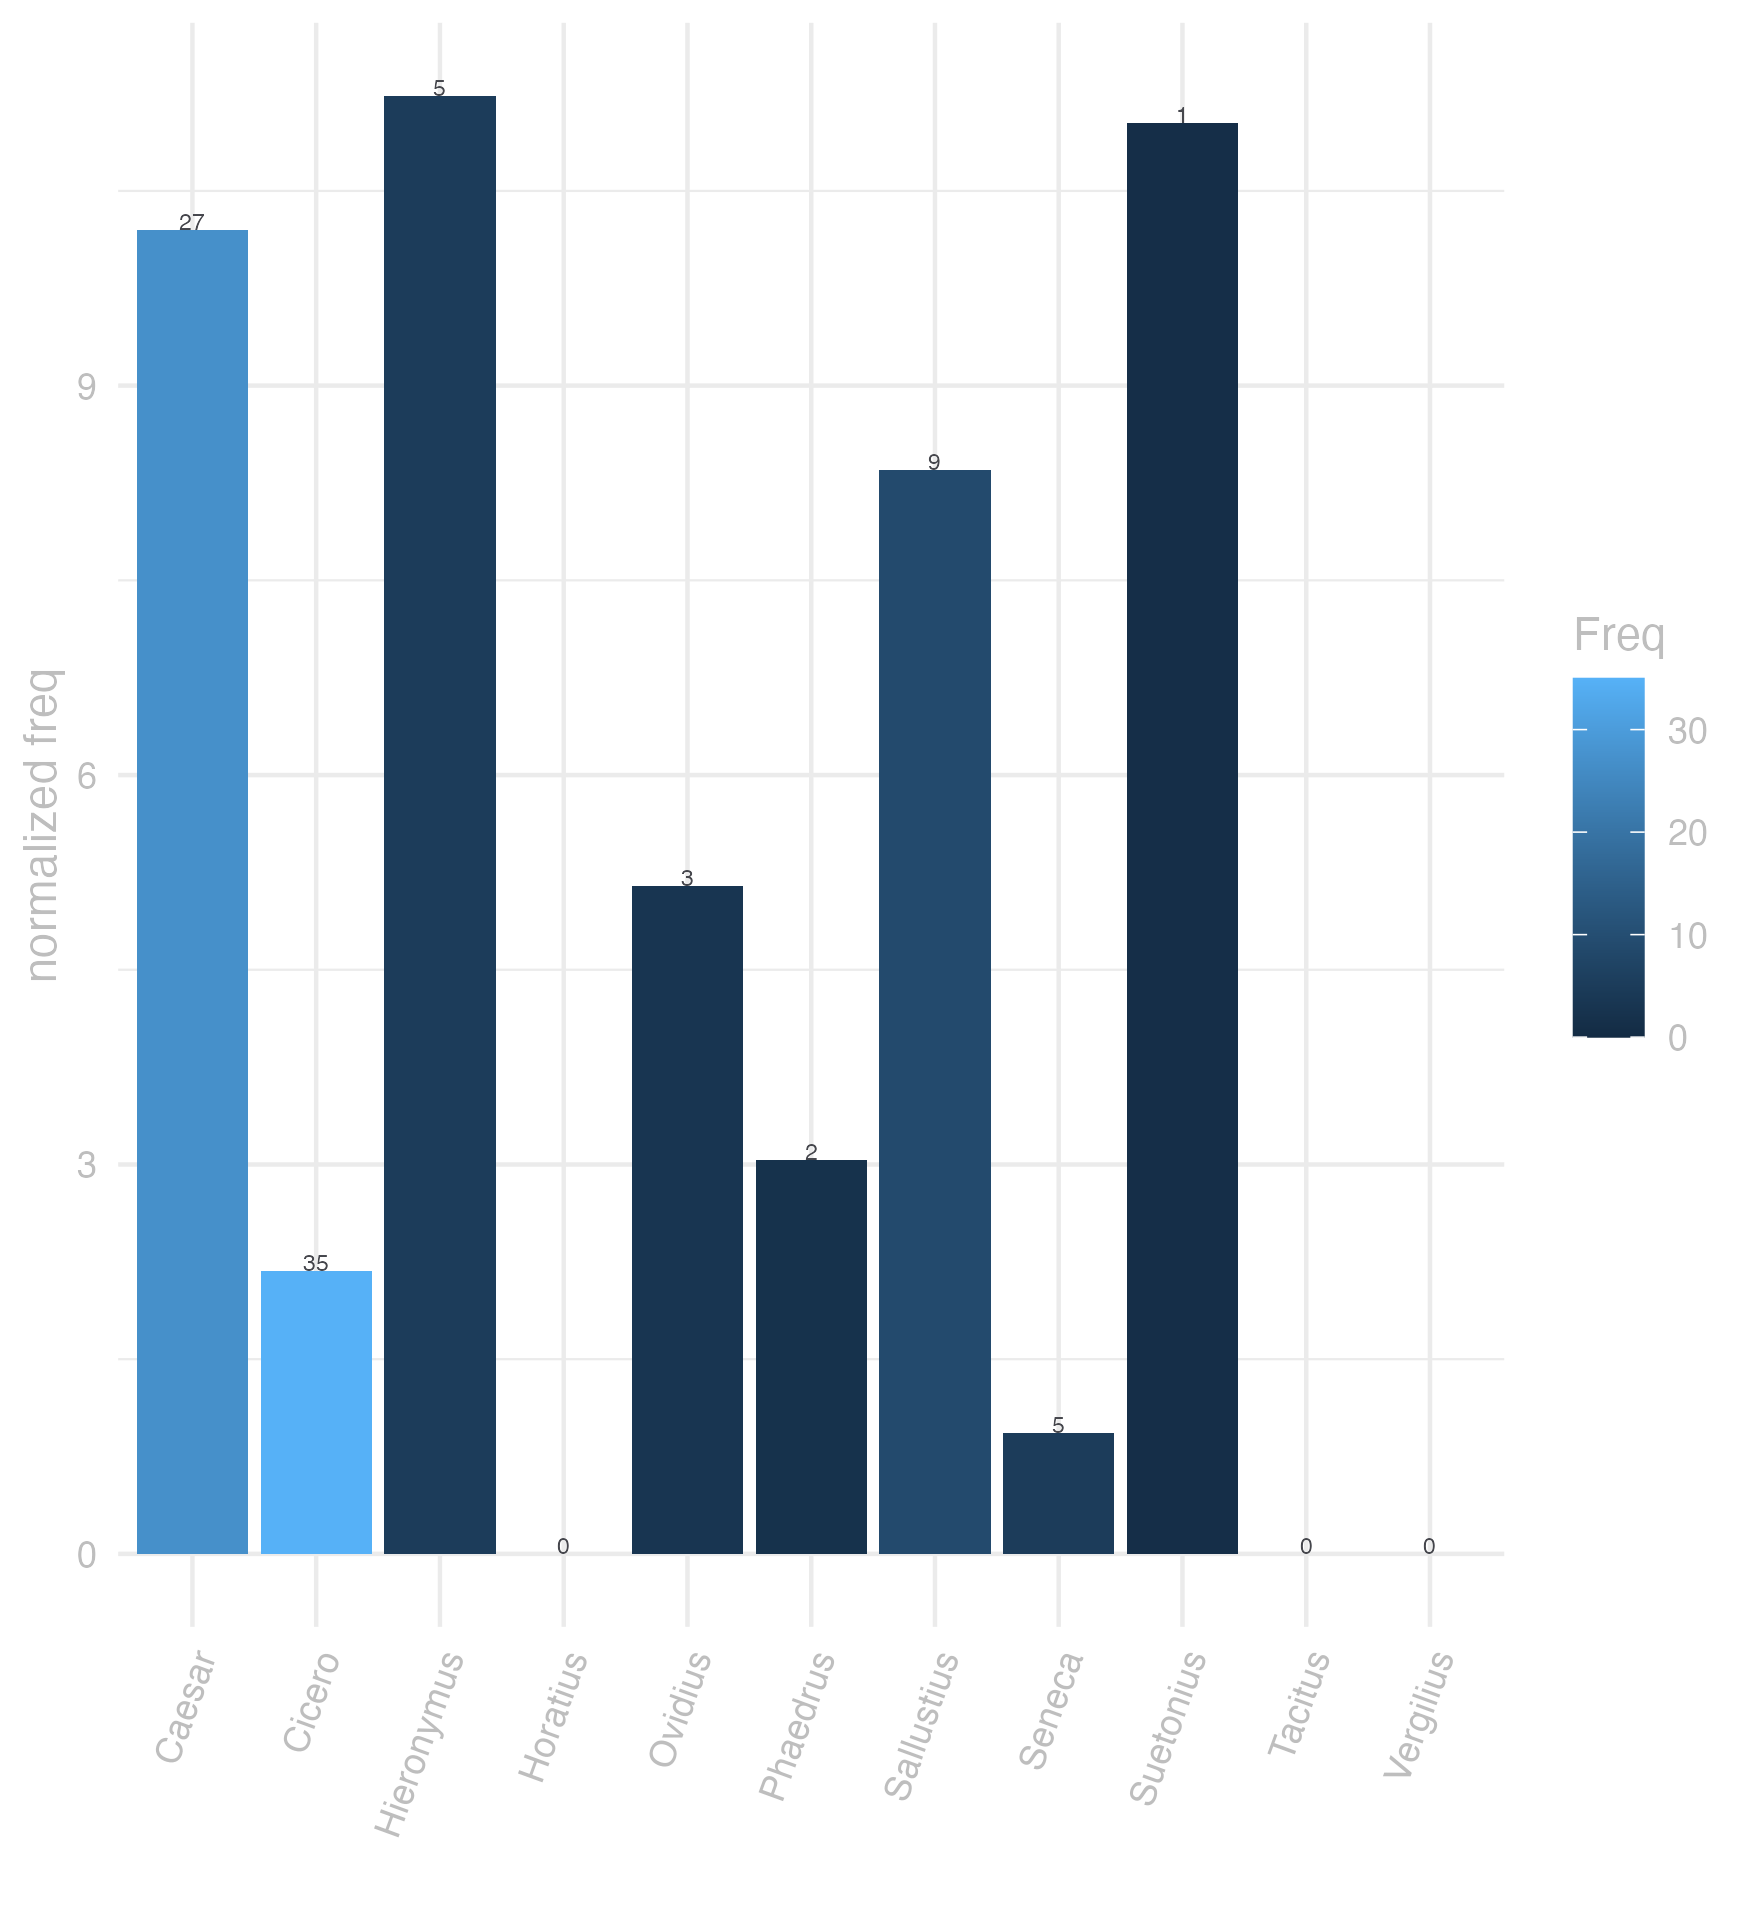 5
1
27
9
9
6
3
3
2
35
5
0
0
0
0
normalized freq
Caesar
Cicero
Hieronymus
Horatius
Ovidius
Phaedrus
Sallustius
Seneca
Suetonius
Tacitus
Vergilius
Freq
30
20
10
0